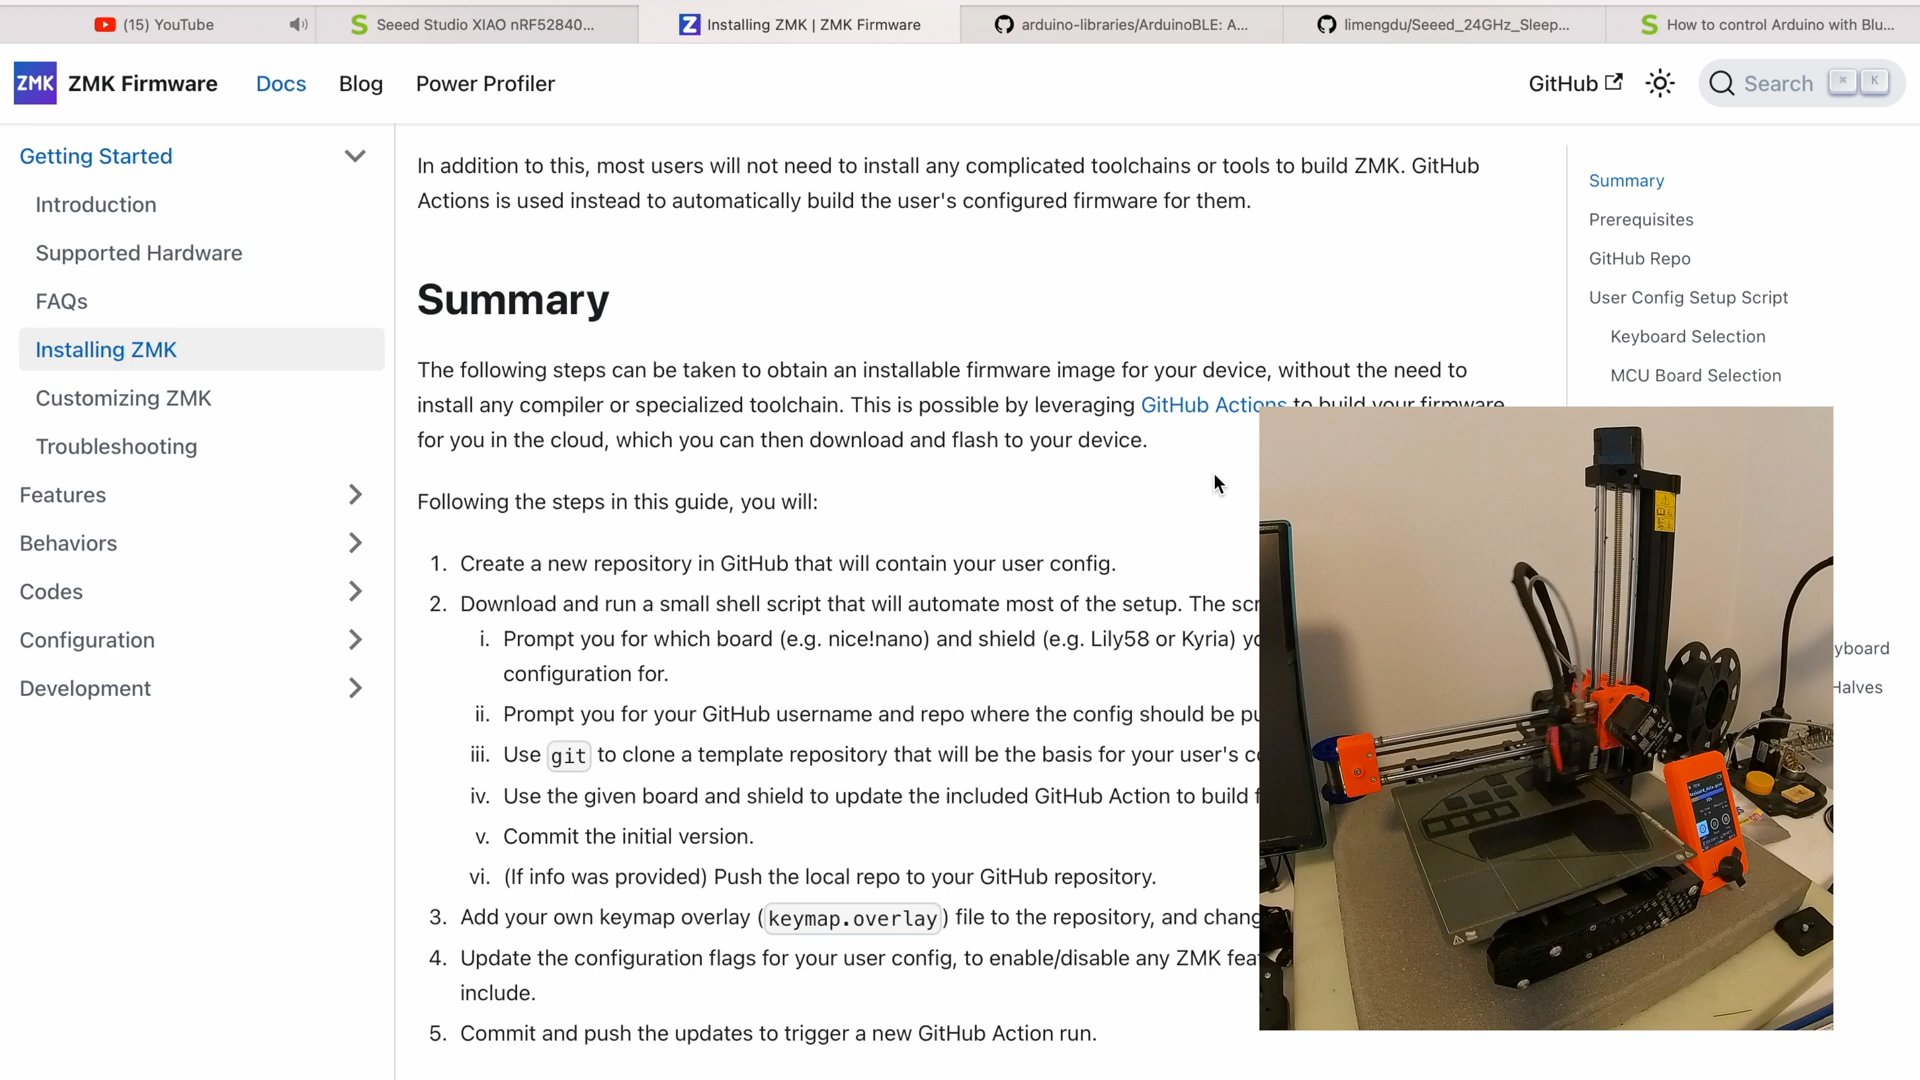 (15) YouTube
Seeed Studio XIAO nRF52840...
Installing ZMK | ZMK Firmware
arduino-libraries/ArduinoBLE: A...
limengdu/Seeed_24GHz_Sleep...
How to control Arduino with Blu...
ZMK
ZMK Firmware
Docs
Blog
Power Profiler
GitHub
Search
K
Getting Started
Introduction
Supported Hardware
FAQs
Installing ZMK
Customizing ZMK
Troubleshooting
Features
Behaviors
Codes
Configuration
Development
In addition to this, most users will not need to install any complicated toolchains or tools to build ZMK. GitHub
Actions is used instead to automatically build the user's configured firmware for them.
Summary
The following steps can be taken to obtain an installable firmware image for your device, without the need to
install any compiler or specialized toolchain. This is possible by leveraging GitHub Actions to build your firmware
for you in the cloud, which you can then download and flash to your device.
Following the steps in this guide, you will:
1. Create a new repository in GitHub that will contain your user config.
2. Download and run a small shell script that will automate most of the setup. The scr
i. Prompt you for which board (e.g. nice!nano) and shield (e.g. Lily58 or Kyria) yo
configuration for.
ii. Prompt you for your GitHub username and repo where the config should be pu
iii. Use git to clone a template repository that will be the basis for your user's co
iv. Use the given board and shield to update the included GitHub Action to build f
v. Commit the initial version.
vi. (If info was provided) Push the local repo to your GitHub repository.
3. Add your own keymap overlay (keymap.overlay) file to the repository, and chang
4. Update the configuration flags for your user config, to enable/disable any ZMK fea
include.
5. Commit and push the updates to trigger a new GitHub Action run.
Summary
Prerequisites
GitHub Repo
User Config Setup Script
Keyboard Selection
MCU Board Selection
yboard
Halves